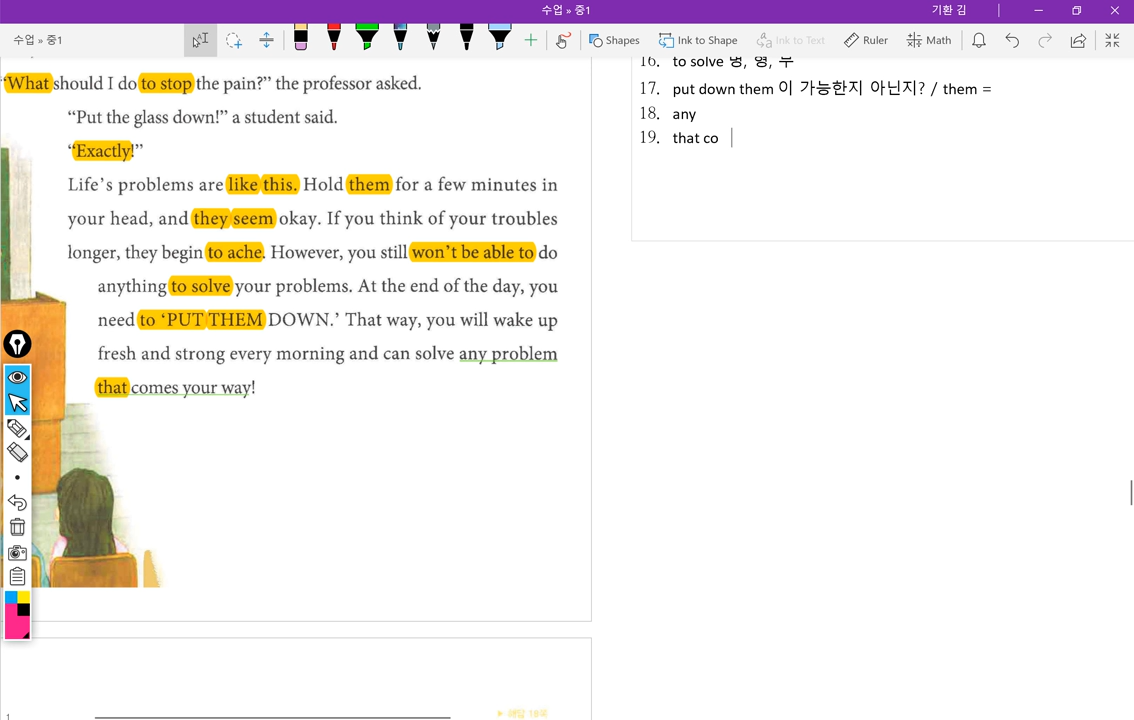 수업 » 중1
기환 김
수업 » 중1
Shapes
Ink to Shape
Ink to Text
Ruler
Math
“What should I do to stop the pain?” the professor asked.
“Put the glass down!” a student said.
“Exactly!”
Life’s problems are like this. Hold them for a few minutes in
your head, and they seem okay. If you think of your troubles
longer, they begin to ache. However, you still won’t be able to do
anything to solve your problems. At the end of the day, you
need to ‘PUT THEM DOWN.’ That way, you will wake up
fresh and strong every morning and can solve any problem
that comes your way!
16. to solve 명, 형, 부
17. put down them 이 가능한지 아닌지? / them =
18. any
19. that co
1
▶ 해답 18쪽